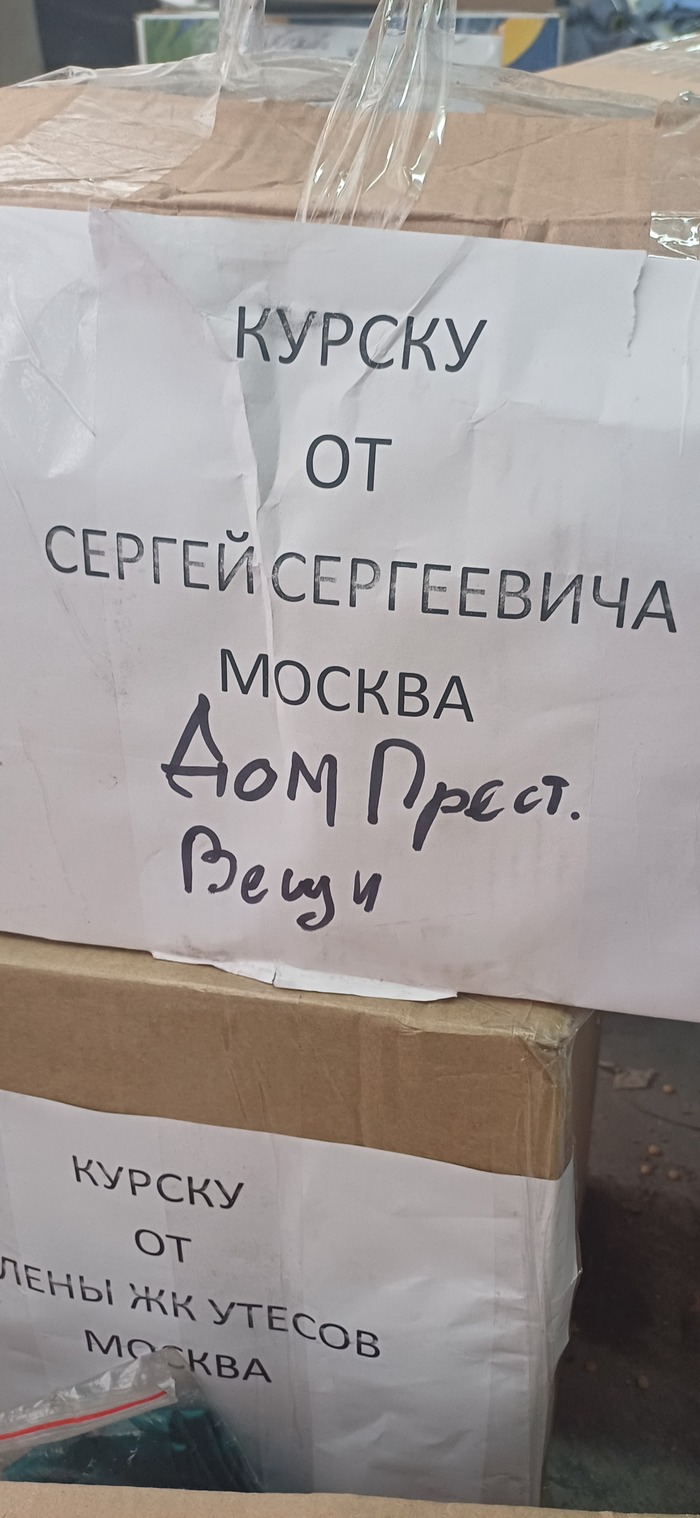 КУРСКУ
ОТ
СЕРГЕЙ СЕРГЕЕВИЧА
МОСКВА
Дом Прест.
Вещи
КУРСКУ
ОТ
ЛЕНЫ ЖК УТЕСОВ
МОСКВА